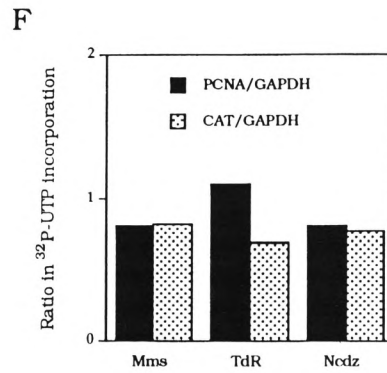 F
2
PCNA/GAPDH
CAT/GAPDH
Ratio in ³²P-UTP incorporation
1
0
Mms TdR Ncdz